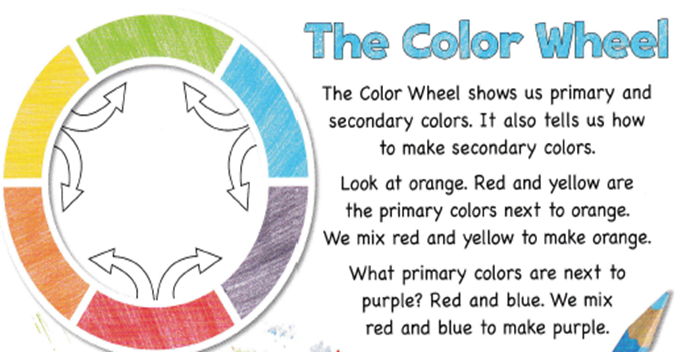 The Color Wheel
The Color Wheel shows us primary and
secondary colors. It also tells us how
to make secondary colors.
Look at orange. Red and yellow are
the primary colors next to orange.
We mix red and yellow to make orange.
What primary colors are next to
purple? Red and blue. We mix
red and blue to make purple.